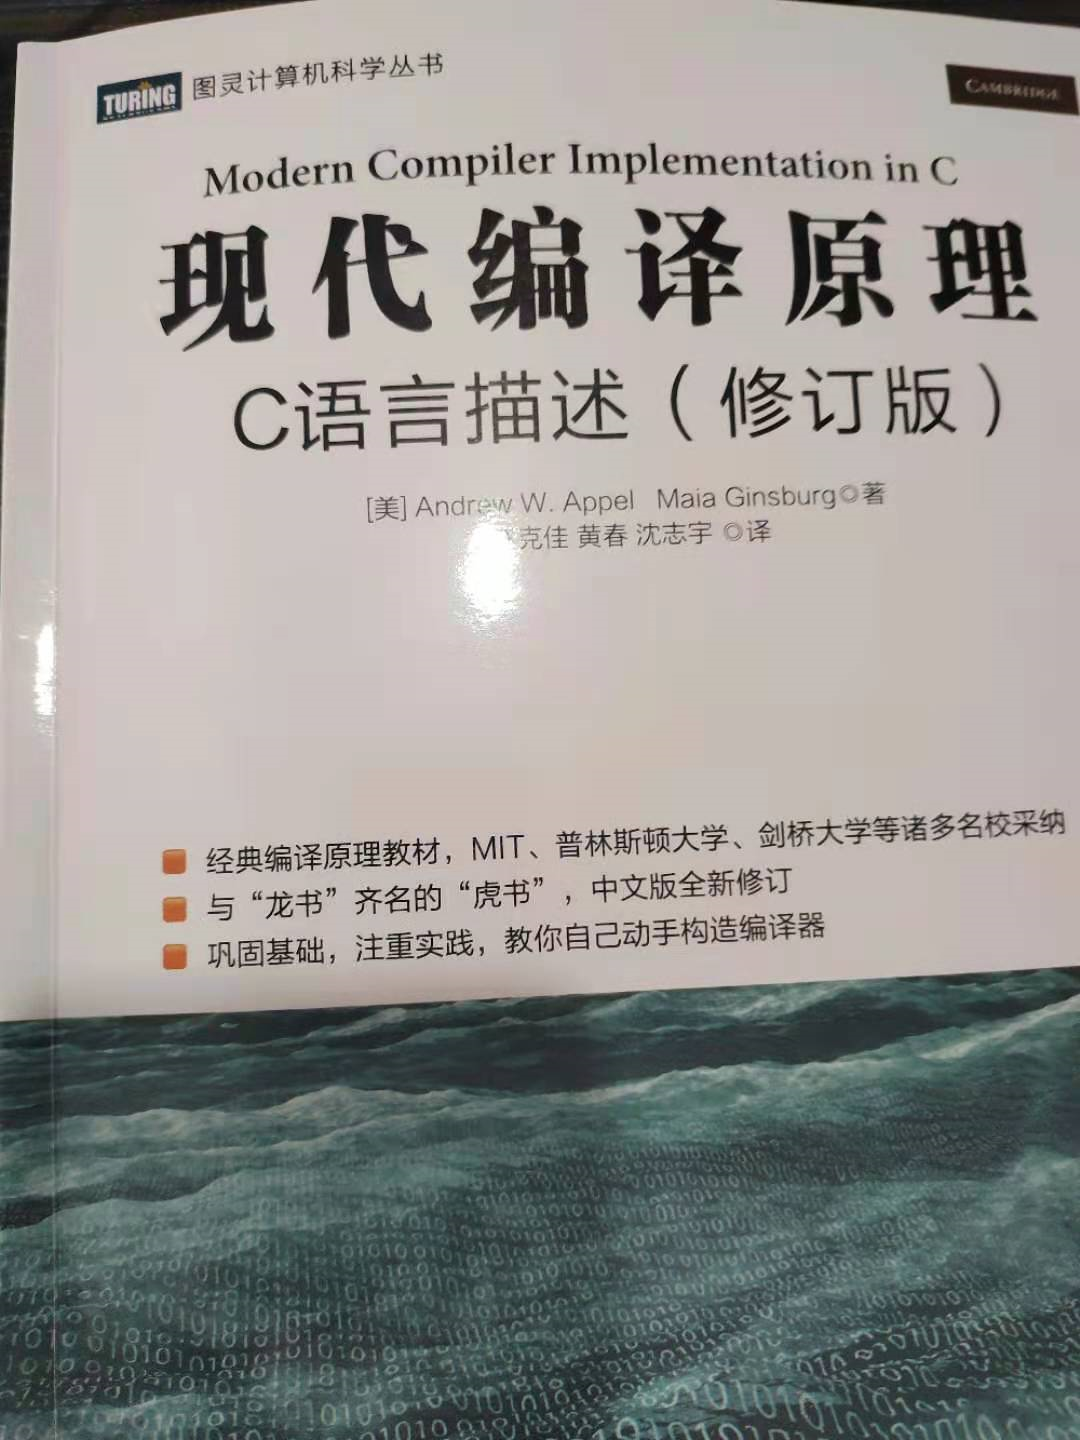 TURING 图灵计算机科学丛书
CAMBRIDGE
Modern Compiler Implementation in C
现代编译原理
C语言描述（修订版）
[美] Andrew W. Appel Maia Ginsburg◎著
克佳 黄春 沈志宇 ◎译
经典编译原理教材，MIT、普林斯顿大学、剑桥大学等诸多名校采纳
与“龙书”齐名的“虎书”，中文版全新修订
巩固基础，注重实践，教你自己动手构造编译器